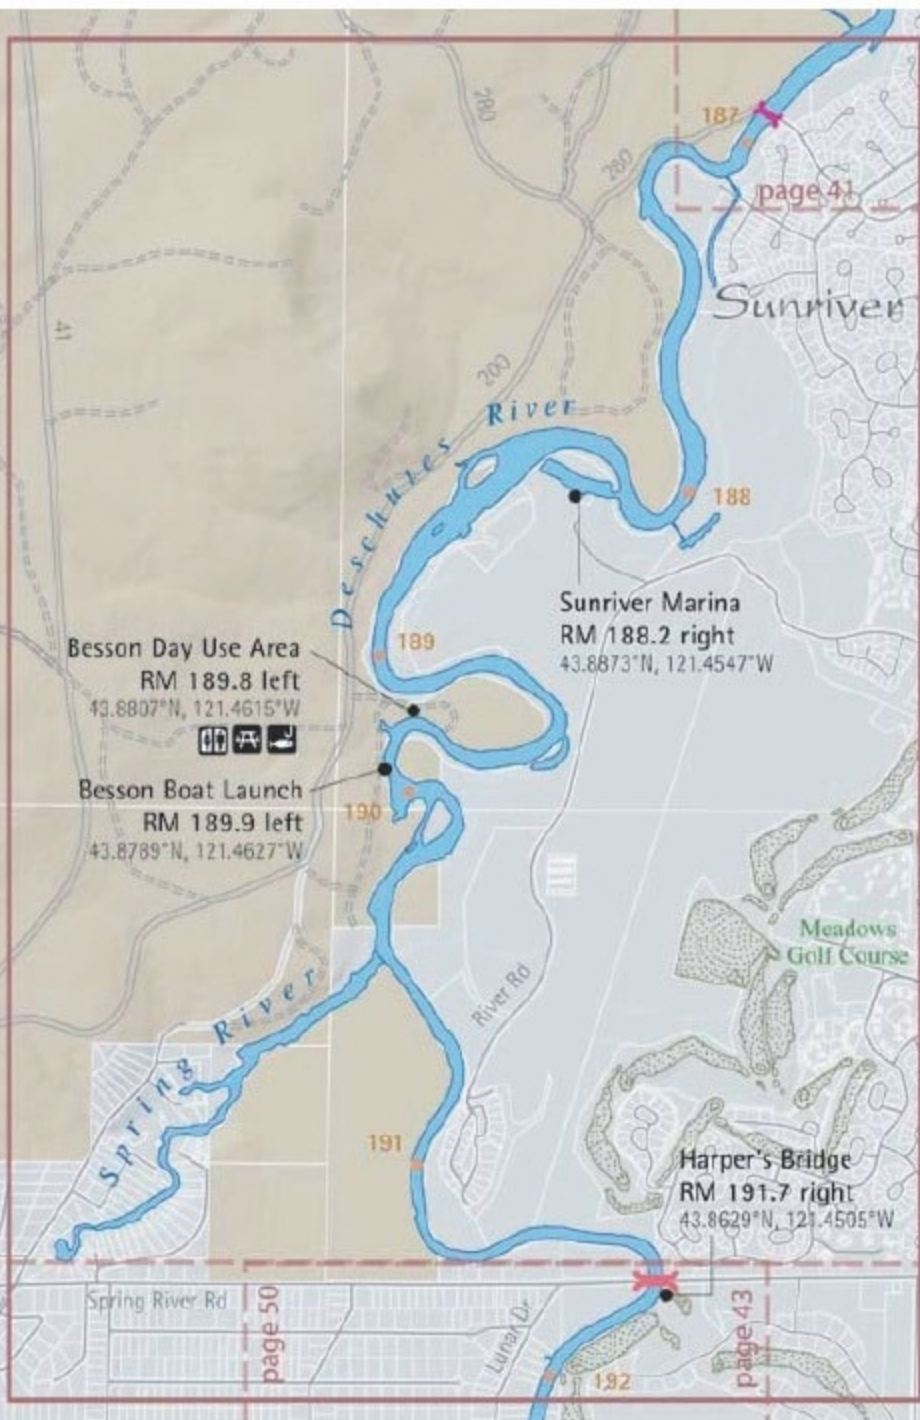 187
280
280
page 41
Sunriver
41
200
Deschutes River
188
Sunriver Marina
RM 188.2 right
43.8873°N, 121.4547°W
189
Besson Day Use Area
RM 189.8 left
43.8807°N, 121.4615°W
Besson Boat Launch
RM 189.9 left
43.8789°N, 121.4627°W
190
Meadows
Golf Course
River Rd
Spring River
191
Harper's Bridge
RM 191.7 right
43.8629°N, 121.4505°W
Spring River Rd
page 50
Lunar Dr
page 43
192